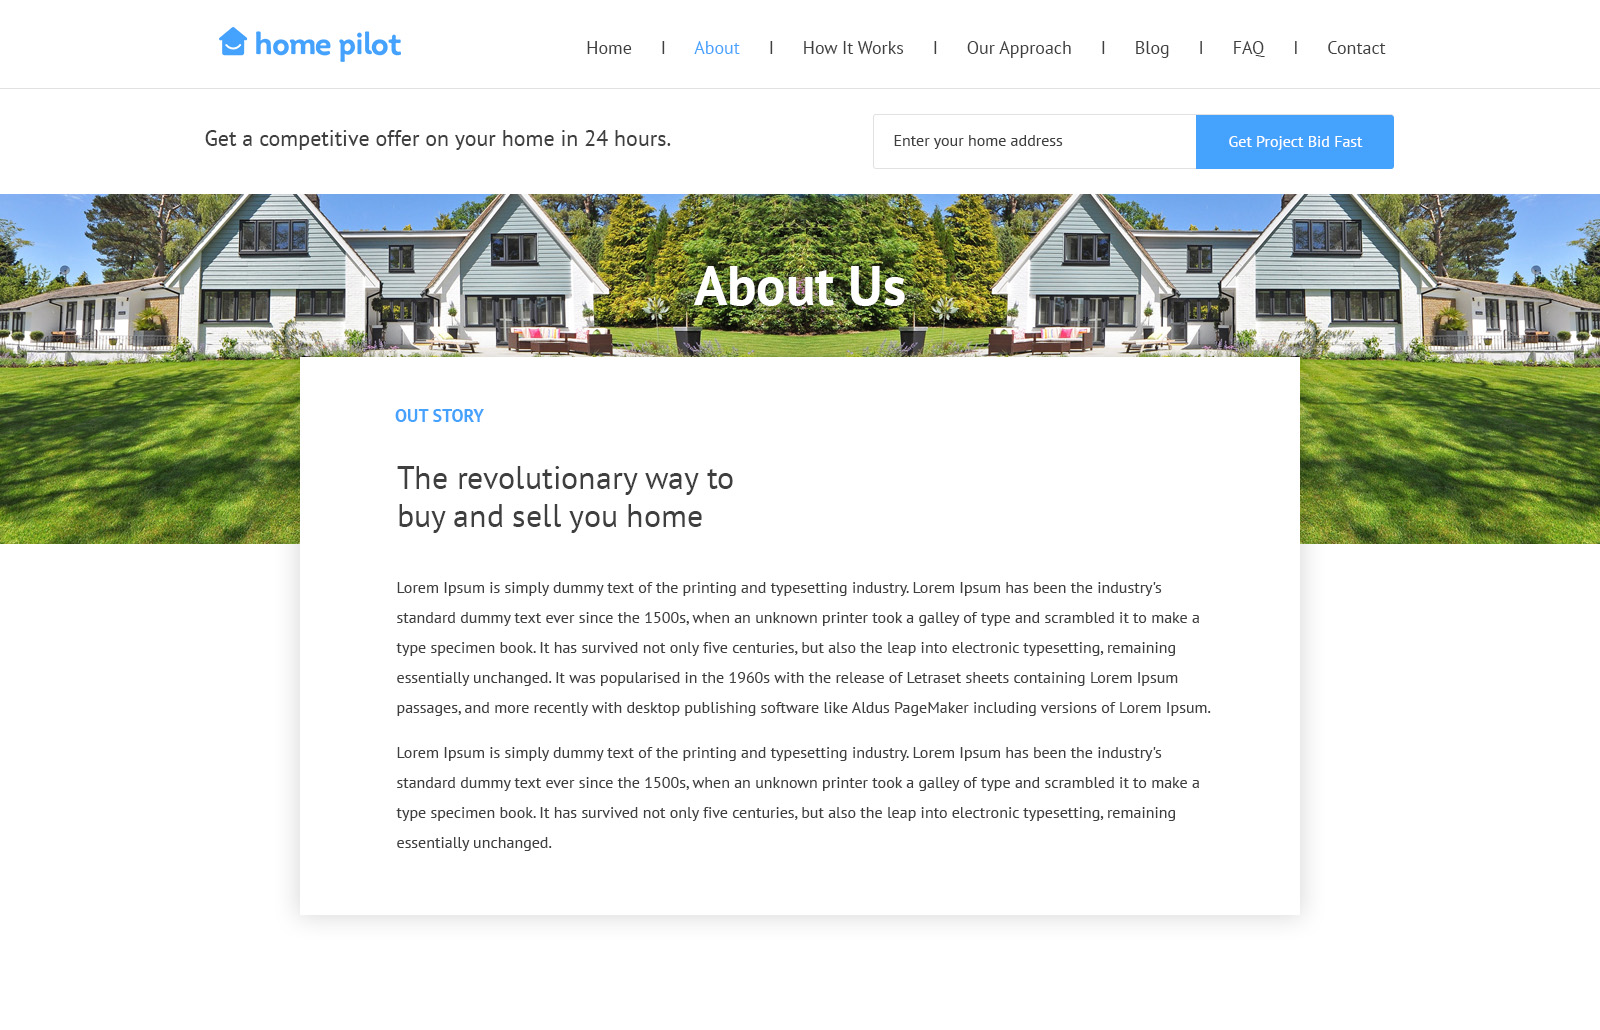 home pilot
Home I About I How It Works I Our Approach I Blog I FAQ I Contact
Get a competitive offer on your home in 24 hours.
Enter your home address
Get Project Bid Fast
About Us
OUT STORY
The revolutionary way to
buy and sell you home
Lorem Ipsum is simply dummy text of the printing and typesetting industry. Lorem Ipsum has been the industry's
standard dummy text ever since the 1500s, when an unknown printer took a galley of type and scrambled it to make a
type specimen book. It has survived not only five centuries, but also the leap into electronic typesetting, remaining
essentially unchanged. It was popularised in the 1960s with the release of Letraset sheets containing Lorem Ipsum
passages, and more recently with desktop publishing software like Aldus PageMaker including versions of Lorem Ipsum.
Lorem Ipsum is simply dummy text of the printing and typesetting industry. Lorem Ipsum has been the industry's
standard dummy text ever since the 1500s, when an unknown printer took a galley of type and scrambled it to make a
type specimen book. It has survived not only five centuries, but also the leap into electronic typesetting, remaining
essentially unchanged.